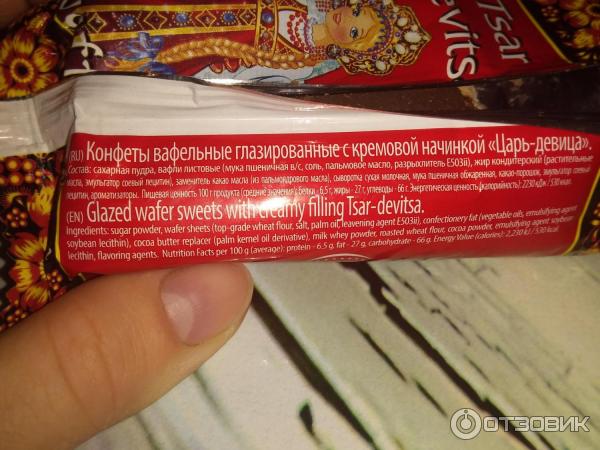 Tsar
evits
(RU) Конфеты вафельные глазированные с кремовой начинкой «Царь-девица».
Состав: сахарная пудра, вафли листовые (мука пшеничная в/с, соль, пальмовое масло, разрыхлитель E503ii), жир кондитерский (растительные
масла, эмульгатор соевый лецитин), заменитель какао масла (из пальмоядрового масла), сыворотка сухая молочная, мука пшеничная обжаренная, какао-порошок, эмульгатор соевый
лецитин, ароматизаторы. Пищевая ценность 100 г продукта (средние значения): белки - 6,5 г; жиры - 27 г; углеводы - 66 г. Энергетическая ценность (калорийность): 2230 кДж / 530 ккал.
(EN) Glazed wafer sweets with creamy filling Tsar-devitsa.
Ingredients: sugar powder, wafer sheets (top-grade wheat flour, salt, palm oil, leavening agent E503ii), confectionery fat (vegetable oils, emulsifying agent
soybean lecithin), cocoa butter replacer (palm kernel oil derivative), milk whey powder, roasted wheat flour, cocoa powder, emulsifying agent soybean
lecithin, flavoring agents. Nutrition Facts per 100 g (average): protein - 6.5 g, fat - 27 g, carbohydrate - 66 g. Energy Value (calories): 2,230 kJ / 530 kcal.
ОТЗОВИК